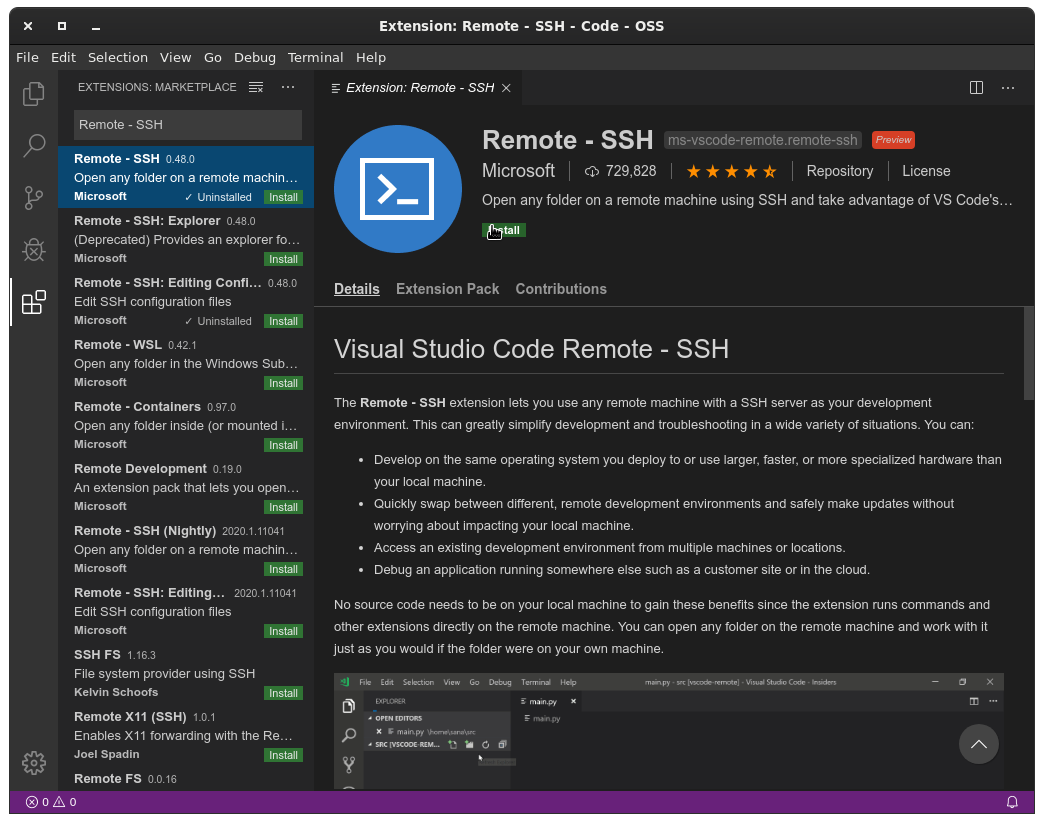 Extension: Remote - SSH - Code - OSS
File Edit Selection View Go Debug Terminal Help
EXTENSIONS: MARKETPLACE
Remote - SSH
Remote - SSH 0.48.0
Open any folder on a remote machin…
Microsoft ✓ Uninstalled Install
Remote - SSH: Explorer 0.48.0
(Deprecated) Provides an explorer fo…
Microsoft Install
Remote - SSH: Editing Confi… 0.48.0
Edit SSH configuration files
Microsoft ✓ Uninstalled Install
Remote - WSL 0.42.1
Open any folder in the Windows Sub…
Microsoft Install
Remote - Containers 0.97.0
Open any folder inside (or mounted i…
Microsoft Install
Remote Development 0.19.0
An extension pack that lets you open…
Microsoft Install
Remote - SSH (Nightly) 2020.1.11041
Open any folder on a remote machin…
Microsoft Install
Remote - SSH: Editing… 2020.1.11041
Edit SSH configuration files
Microsoft Install
SSH FS 1.16.3
File system provider using SSH
Kelvin Schoofs Install
Remote X11 (SSH) 1.0.1
Enables X11 forwarding with the Re…
Joel Spadin Install
Remote FS 0.0.16
Extension: Remote - SSH
Remote - SSH ms-vscode-remote.remote-ssh Preview
Microsoft 729,828 Repository License
Open any folder on a remote machine using SSH and take advantage of VS Code's…
Install
Details Extension Pack Contributions
Visual Studio Code Remote - SSH
The Remote - SSH extension lets you use any remote machine with a SSH server as your development
environment. This can greatly simplify development and troubleshooting in a wide variety of situations. You can:
• Develop on the same operating system you deploy to or use larger, faster, or more specialized hardware than
your local machine.
• Quickly swap between different, remote development environments and safely make updates without
worrying about impacting your local machine.
• Access an existing development environment from multiple machines or locations.
• Debug an application running somewhere else such as a customer site or in the cloud.
No source code needs to be on your local machine to gain these benefits since the extension runs commands and
other extensions directly on the remote machine. You can open any folder on the remote machine and work with it
just as you would if the folder were on your own machine.
File Edit Selection View Go Debug Terminal Help main.py - src [vscode-remote] - Visual Studio Code - Insiders
EXPLORER
main.py
OPEN EDITORS
main.py
main.py \home\sana\src
SRC [VSCODE-REM...
0 0